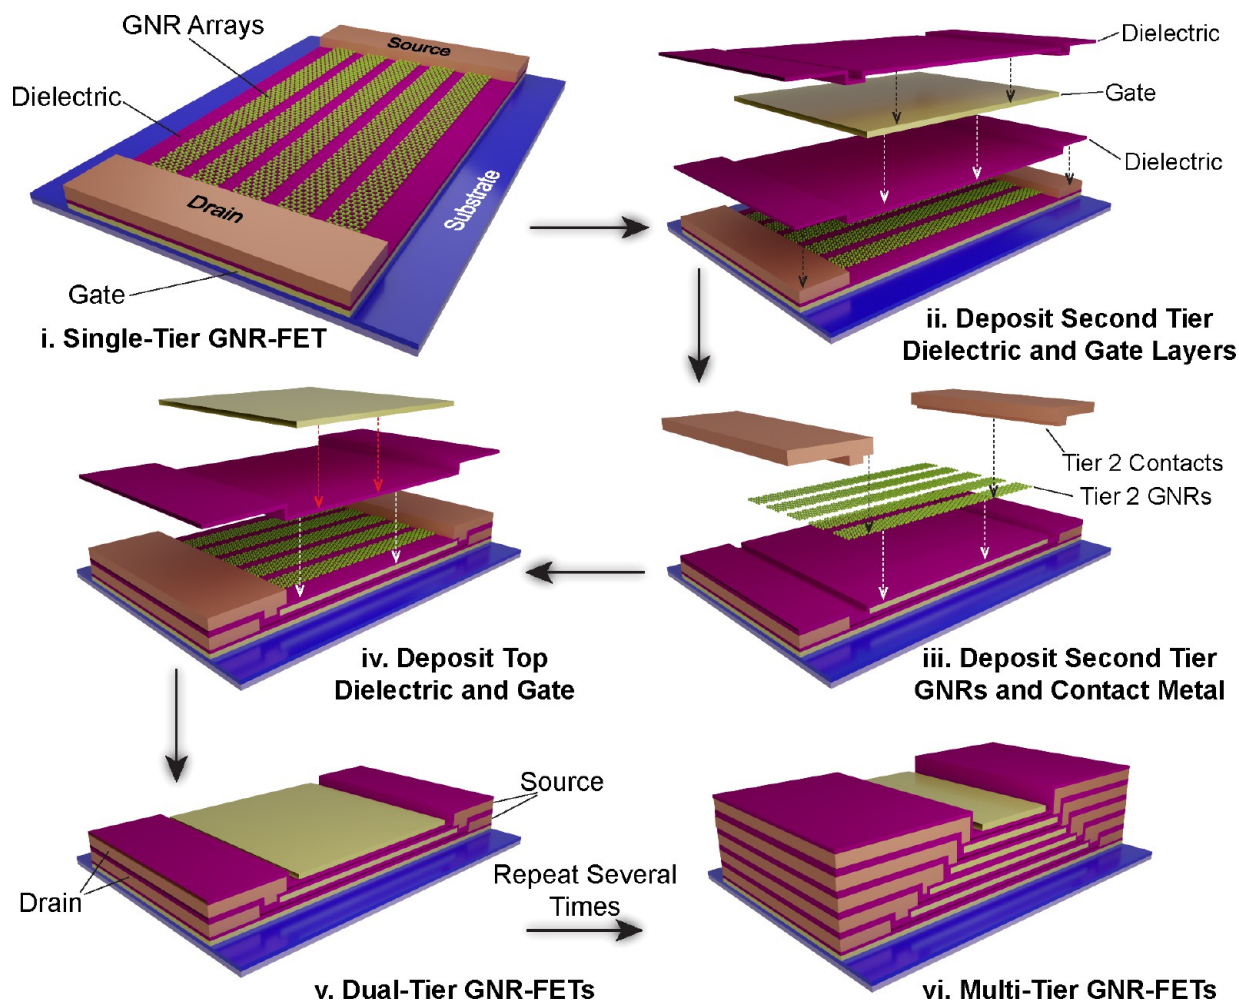 GNR Arrays
Source
Dielectric
Drain
Substrate
Gate
i. Single-Tier GNR-FET
Dielectric
Gate
Dielectric
ii. Deposit Second Tier
Dielectric and Gate Layers
Tier 2 Contacts
Tier 2 GNRs
iii. Deposit Second Tier
GNRs and Contact Metal
iv. Deposit Top
Dielectric and Gate
Source
Drain
v. Dual-Tier GNR-FETs
Repeat Several
Times
vi. Multi-Tier GNR-FETs